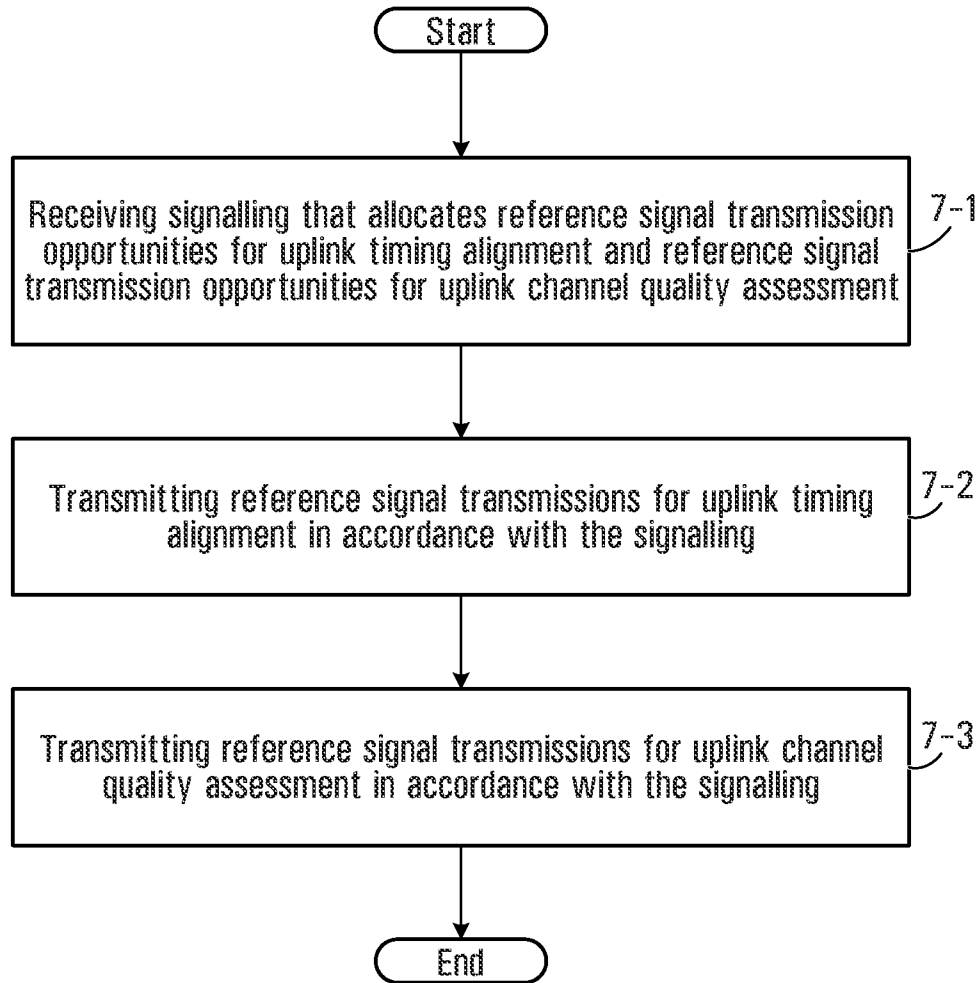 Start
Receiving signalling that allocates reference signal transmission
opportunities for uplink timing alignment and reference signal
transmission opportunities for uplink channel quality assessment
7-1
Transmitting reference signal transmissions for uplink timing
alignment in accordance with the signalling
7-2
Transmitting reference signal transmissions for uplink channel
quality assessment in accordance with the signalling
7-3
End